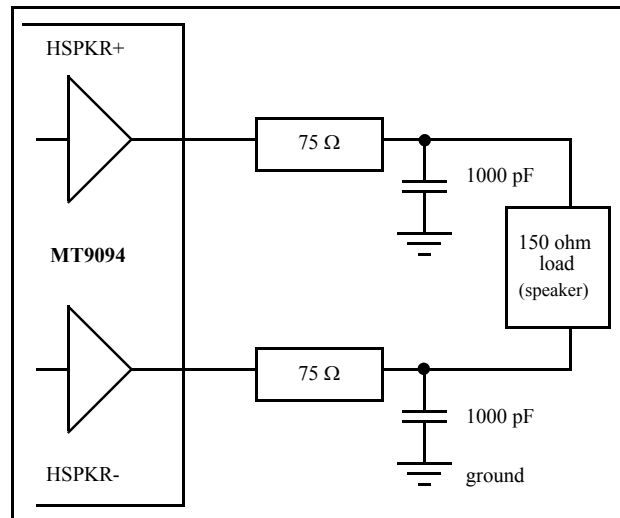 HSPKR+
75 Ω
1000 pF
MT9094
150 ohm
load
(speaker)
75 Ω
1000 pF
HSPKR-
ground